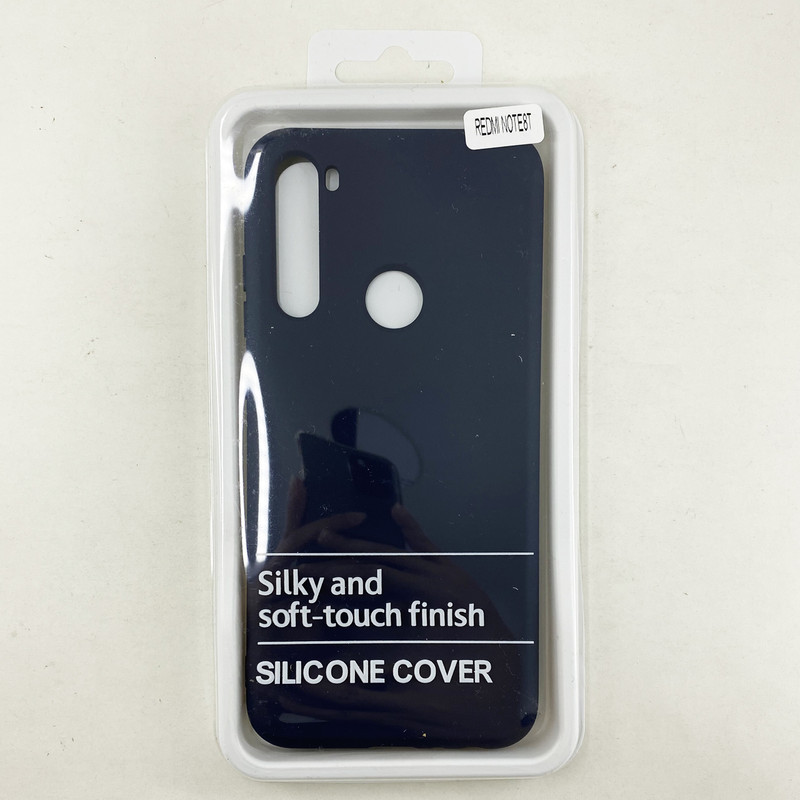 REDMI NOTE8T
Silky and
soft-touch finish
SILICONE COVER